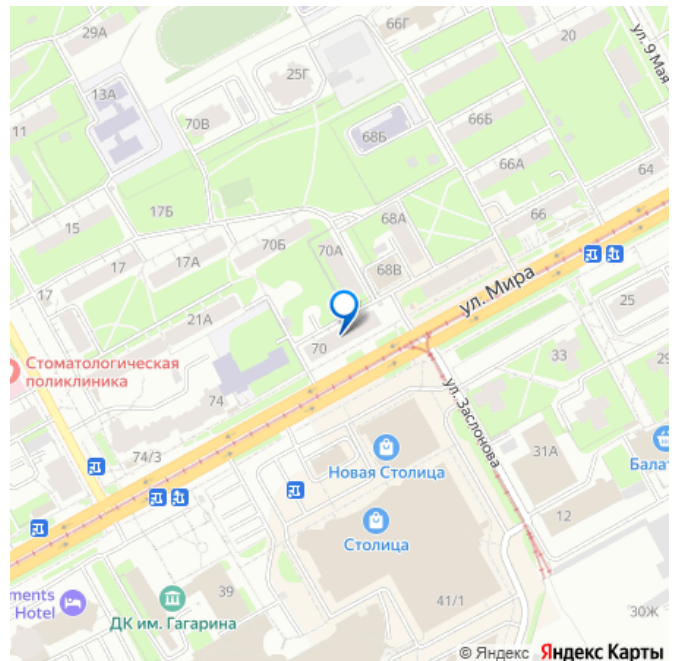 29А
66Г
20
ул. 9 Мая
25Г
13А
70В
68Б
66Б
11
66А
64
17Б
68А
66
15
70Б
70А
17А
17
68В
17
ул. Мира
25
21А
70
33
29
Стоматологическая
поликлиника
74
ул. Заслонова
31А
74/3
Новая Столица
Балат
12
Столица
ments
Hotel
39
41/1
30Ж
ДК им. Гагарина
© Яндекс Яндекс Карты